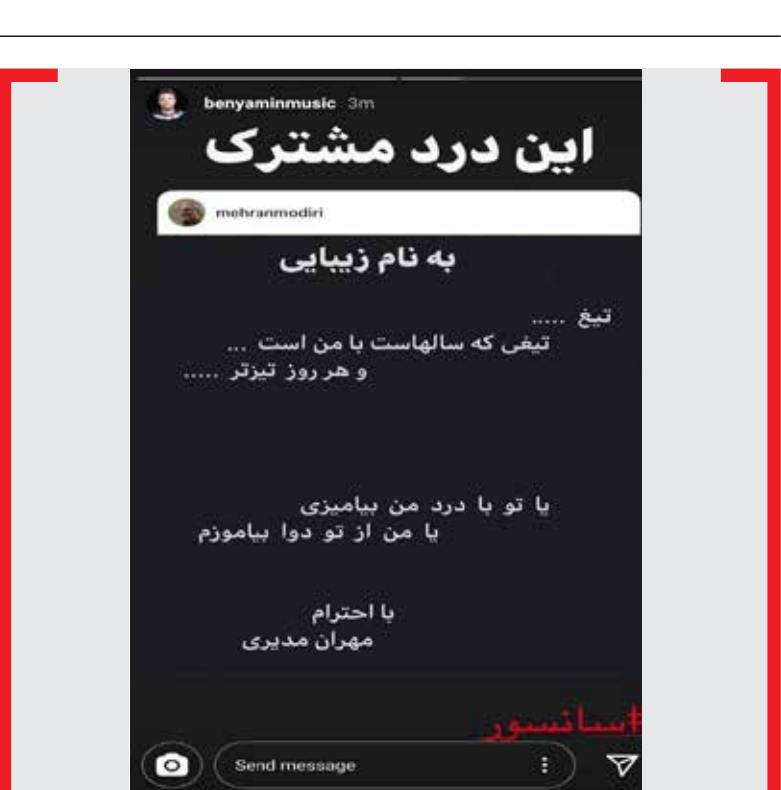 benyaminmusic 3m
این درد مشترک
mehranmodiri
به نام زیبایی
تیغ .....
تیغی که سالهاست با من است ...
و هر روز تیزتر .....
یا تو با درد من بیامیزی
یا من از تو دوا بیاموزم
با احترام
مهران مدیری
#سانسور
Send message